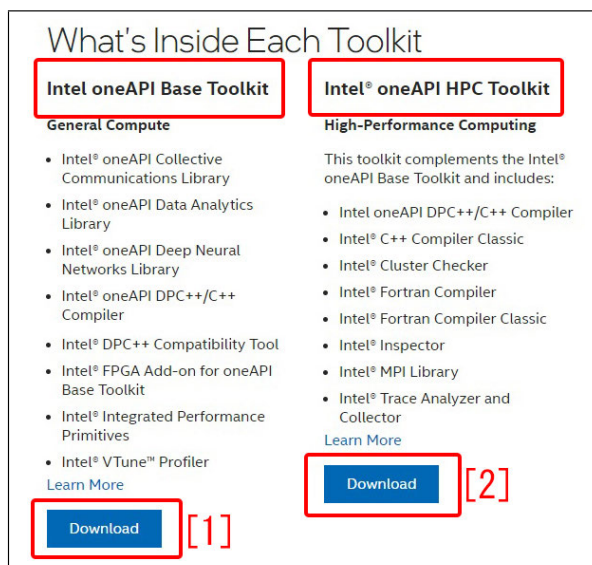 What's Inside Each Toolkit
Intel oneAPI Base Toolkit
General Compute
• Intel® oneAPI Collective
Communications Library
• Intel® oneAPI Data Analytics
Library
• Intel® oneAPI Deep Neural
Networks Library
• Intel® oneAPI DPC++/C++
Compiler
• Intel® DPC++ Compatibility Tool
• Intel® FPGA Add-on for oneAPI
Base Toolkit
• Intel® Integrated Performance
Primitives
• Intel® VTune™ Profiler
Learn More
Download
[1]
Intel® oneAPI HPC Toolkit
High-Performance Computing
This toolkit complements the Intel®
oneAPI Base Toolkit and includes:
• Intel oneAPI DPC++/C++ Compiler
• Intel® C++ Compiler Classic
• Intel® Cluster Checker
• Intel® Fortran Compiler
• Intel® Fortran Compiler Classic
• Intel® Inspector
• Intel® MPI Library
• Intel® Trace Analyzer and
Collector
Learn More
Download
[2]